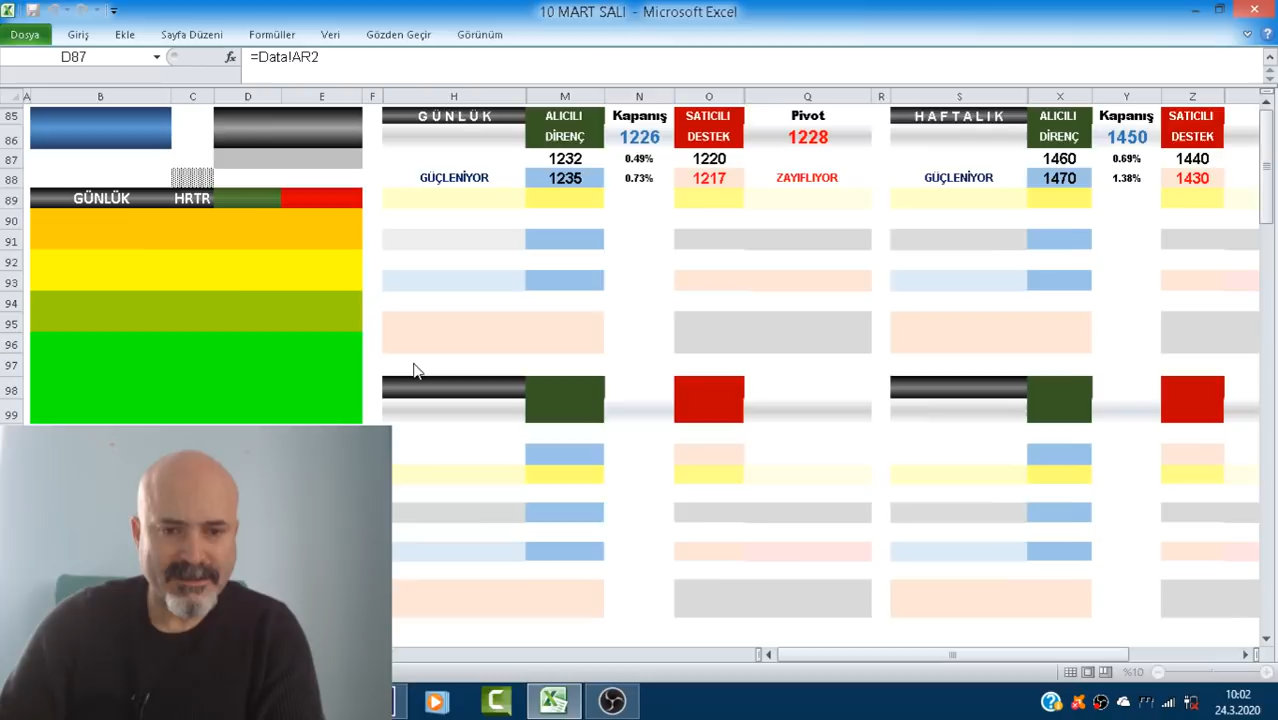 10 MART SALI - Microsoft Excel
Dosya Giriş Ekle Sayfa Düzeni Formüller Veri Gözden Geçir Görünüm
D87 fx =Data!AR2
A B C D E F H M N O Q R S X Y Z
85 GÜNLÜK ALICILI Kapanış SATICILI Pivot HAFTALIK ALICILI Kapanış SATICILI
86 DİRENÇ 1226 DESTEK 1228 DİRENÇ 1450 DESTEK
87 1232 0.49% 1220 1460 0.69% 1440
88 GÜÇLENİYOR 1235 0.73% 1217 ZAYIFLIYOR GÜÇLENİYOR 1470 1.38% 1430
89 GÜNLÜK HRTR
90
91
92
93
94
95
96
97
98
99
%10
10:02
24.3.2020